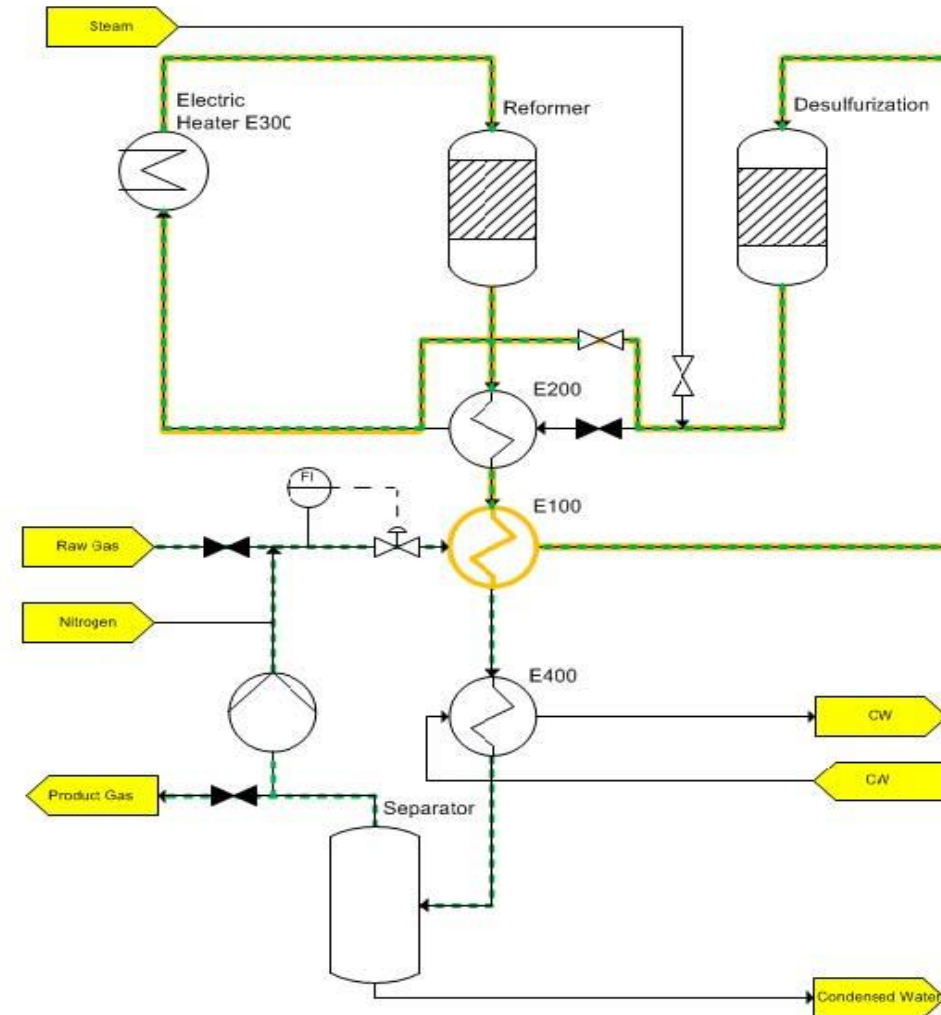 Steam
Electric
Heater E300
Reformer
Desulfurization
E200
FI
E100
Raw Gas
Nitrogen
E400
CW
CW
Product Gas
Separator
Condensed Water